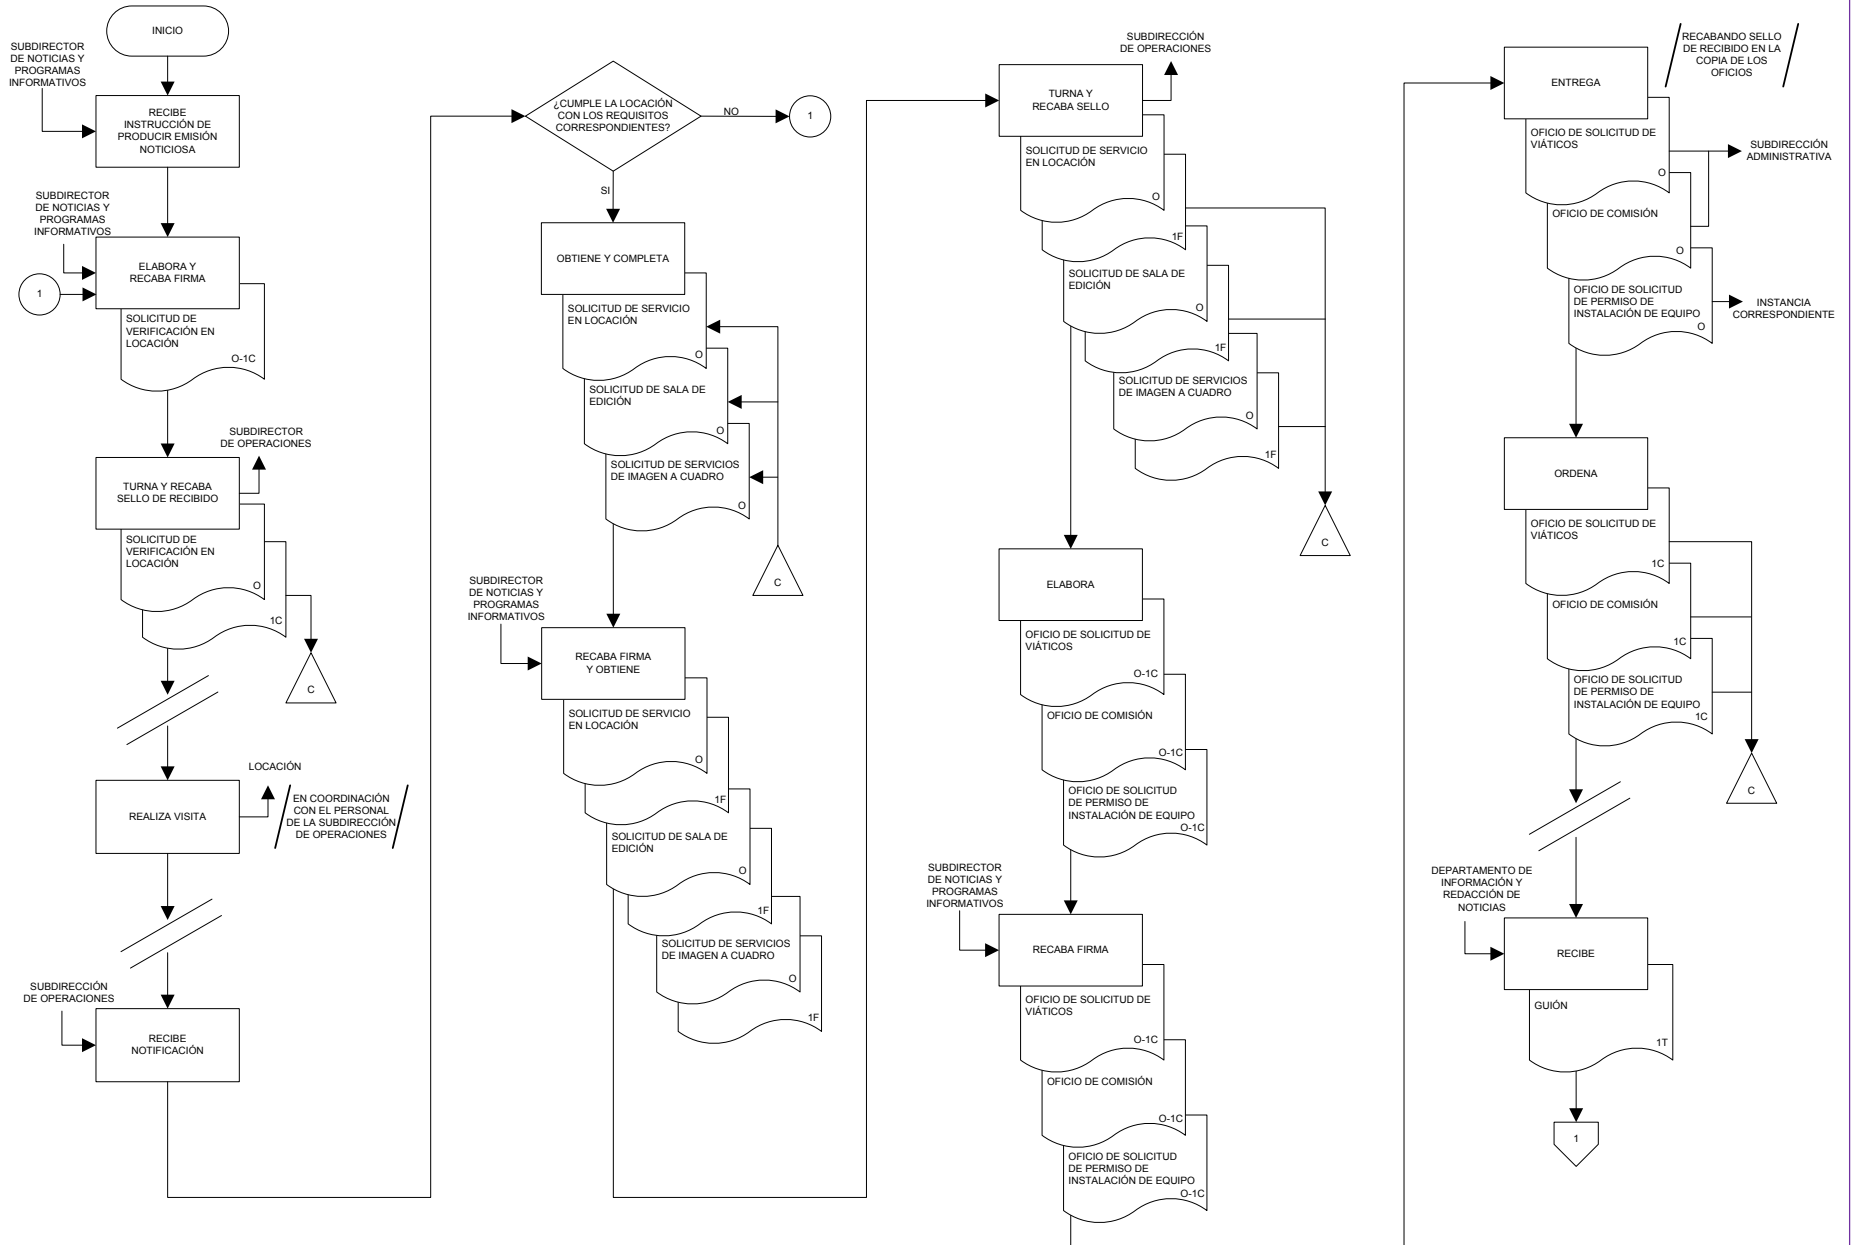 INICIO
SUBDIRECTOR
DE NOTICIAS Y
PROGRAMAS
INFORMATIVOS
RECIBE
INSTRUCCIÓN DE
PRODUCIR EMISIÓN
NOTICIOSA
SUBDIRECTOR
DE NOTICIAS Y
PROGRAMAS
INFORMATIVOS
ELABORA Y
RECABA FIRMA
1
SOLICITUD DE
VERIFICACIÓN EN
LOCACIÓN
O-1C
SUBDIRECTOR
DE OPERACIONES
TURNA Y RECABA
SELLO DE RECIBIDO
SOLICITUD DE
VERIFICACIÓN EN
LOCACIÓN
O
1C
C
LOCACIÓN
REALIZA VISITA
EN COORDINACIÓN
CON EL PERSONAL
DE LA SUBDIRECCIÓN
DE OPERACIONES
SUBDIRECCIÓN
DE OPERACIONES
RECIBE
NOTIFICACIÓN
¿CUMPLE LA LOCACIÓN
CON LOS REQUISITOS
CORRESPONDIENTES?
NO
1
SI
OBTIENE Y COMPLETA
SOLICITUD DE SERVICIO
EN LOCACIÓN
O
SOLICITUD DE SALA DE
EDICIÓN
O
SOLICITUD DE SERVICIOS
DE IMAGEN A CUADRO
O
C
SUBDIRECTOR
DE NOTICIAS Y
PROGRAMAS
INFORMATIVOS
RECABA FIRMA
Y OBTIENE
SOLICITUD DE SERVICIO
EN LOCACIÓN
O
1F
SOLICITUD DE SALA DE
EDICIÓN
O
1F
SOLICITUD DE SERVICIOS
DE IMAGEN A CUADRO
O
1F
SUBDIRECCIÓN
DE OPERACIONES
TURNA Y
RECABA SELLO
SOLICITUD DE SERVICIO
EN LOCACIÓN
O
1F
SOLICITUD DE SALA DE
EDICIÓN
O
1F
SOLICITUD DE SERVICIOS
DE IMAGEN A CUADRO
O
1F
C
ELABORA
OFICIO DE SOLICITUD DE
VIÁTICOS
O-1C
OFICIO DE COMISIÓN
O-1C
OFICIO DE SOLICITUD
DE PERMISO DE
INSTALACIÓN DE EQUIPO
O-1C
SUBDIRECTOR
DE NOTICIAS Y
PROGRAMAS
INFORMATIVOS
RECABA FIRMA
OFICIO DE SOLICITUD DE
VIÁTICOS
O-1C
OFICIO DE COMISIÓN
O-1C
OFICIO DE SOLICITUD
DE PERMISO DE
INSTALACIÓN DE EQUIPO
O-1C
ENTREGA
RECABANDO SELLO
DE RECIBIDO EN LA
COPIA DE LOS
OFICIOS
OFICIO DE SOLICITUD DE
VIÁTICOS
O
SUBDIRECCIÓN
ADMINISTRATIVA
OFICIO DE COMISIÓN
O
OFICIO DE SOLICITUD
DE PERMISO DE
INSTALACIÓN DE EQUIPO
O
INSTANCIA
CORRESPONDIENTE
ORDENA
OFICIO DE SOLICITUD DE
VIÁTICOS
1C
OFICIO DE COMISIÓN
1C
OFICIO DE SOLICITUD
DE PERMISO DE
INSTALACIÓN DE EQUIPO
1C
C
DEPARTAMENTO DE
INFORMACIÓN Y
REDACCIÓN DE
NOTICIAS
RECIBE
GUIÓN
1T
1